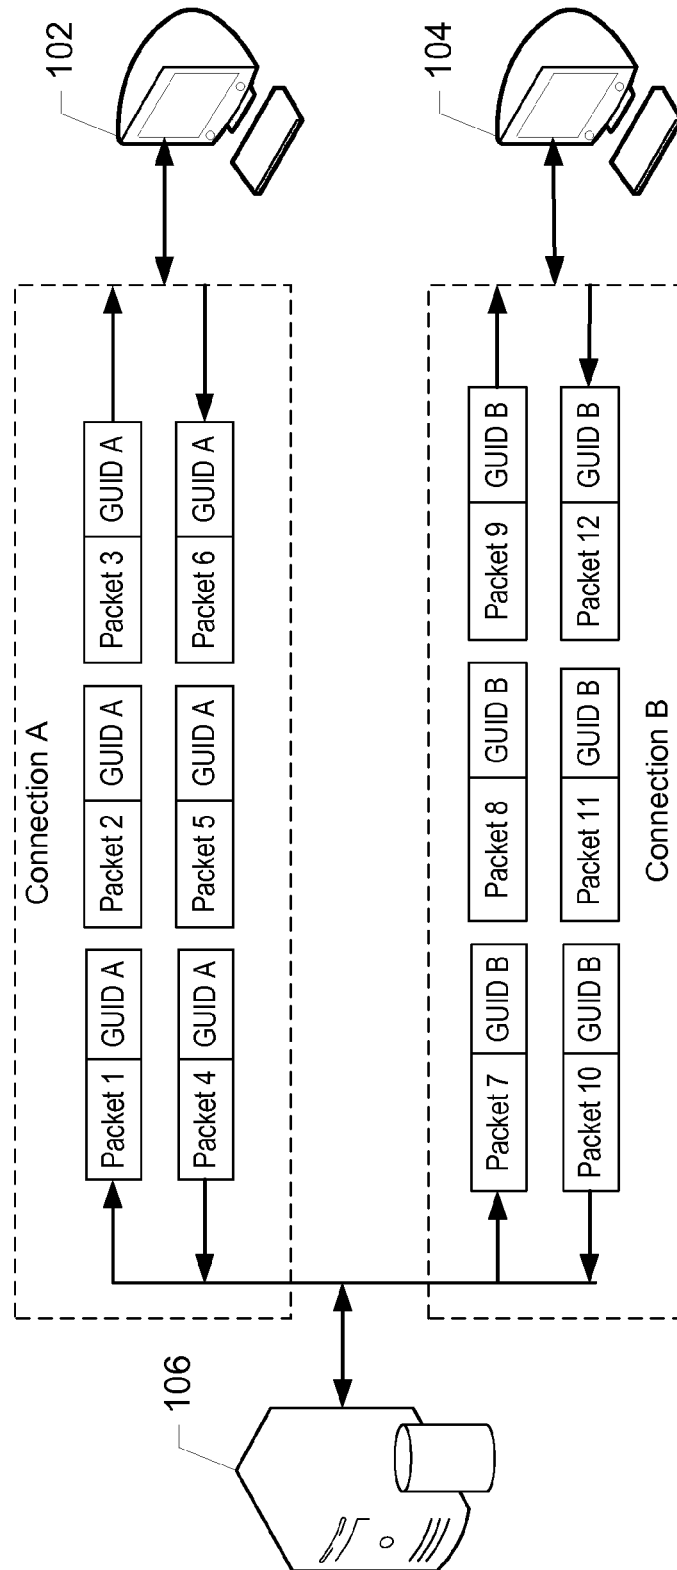 106
Connection A
Packet 1 GUID A
Packet 2 GUID A
Packet 3 GUID A
Packet 4 GUID A
Packet 5 GUID A
Packet 6 GUID A
102
Packet 7 GUID B
Packet 8 GUID B
Packet 9 GUID B
Packet 10 GUID B
Packet 11 GUID B
Packet 12 GUID B
Connection B
104